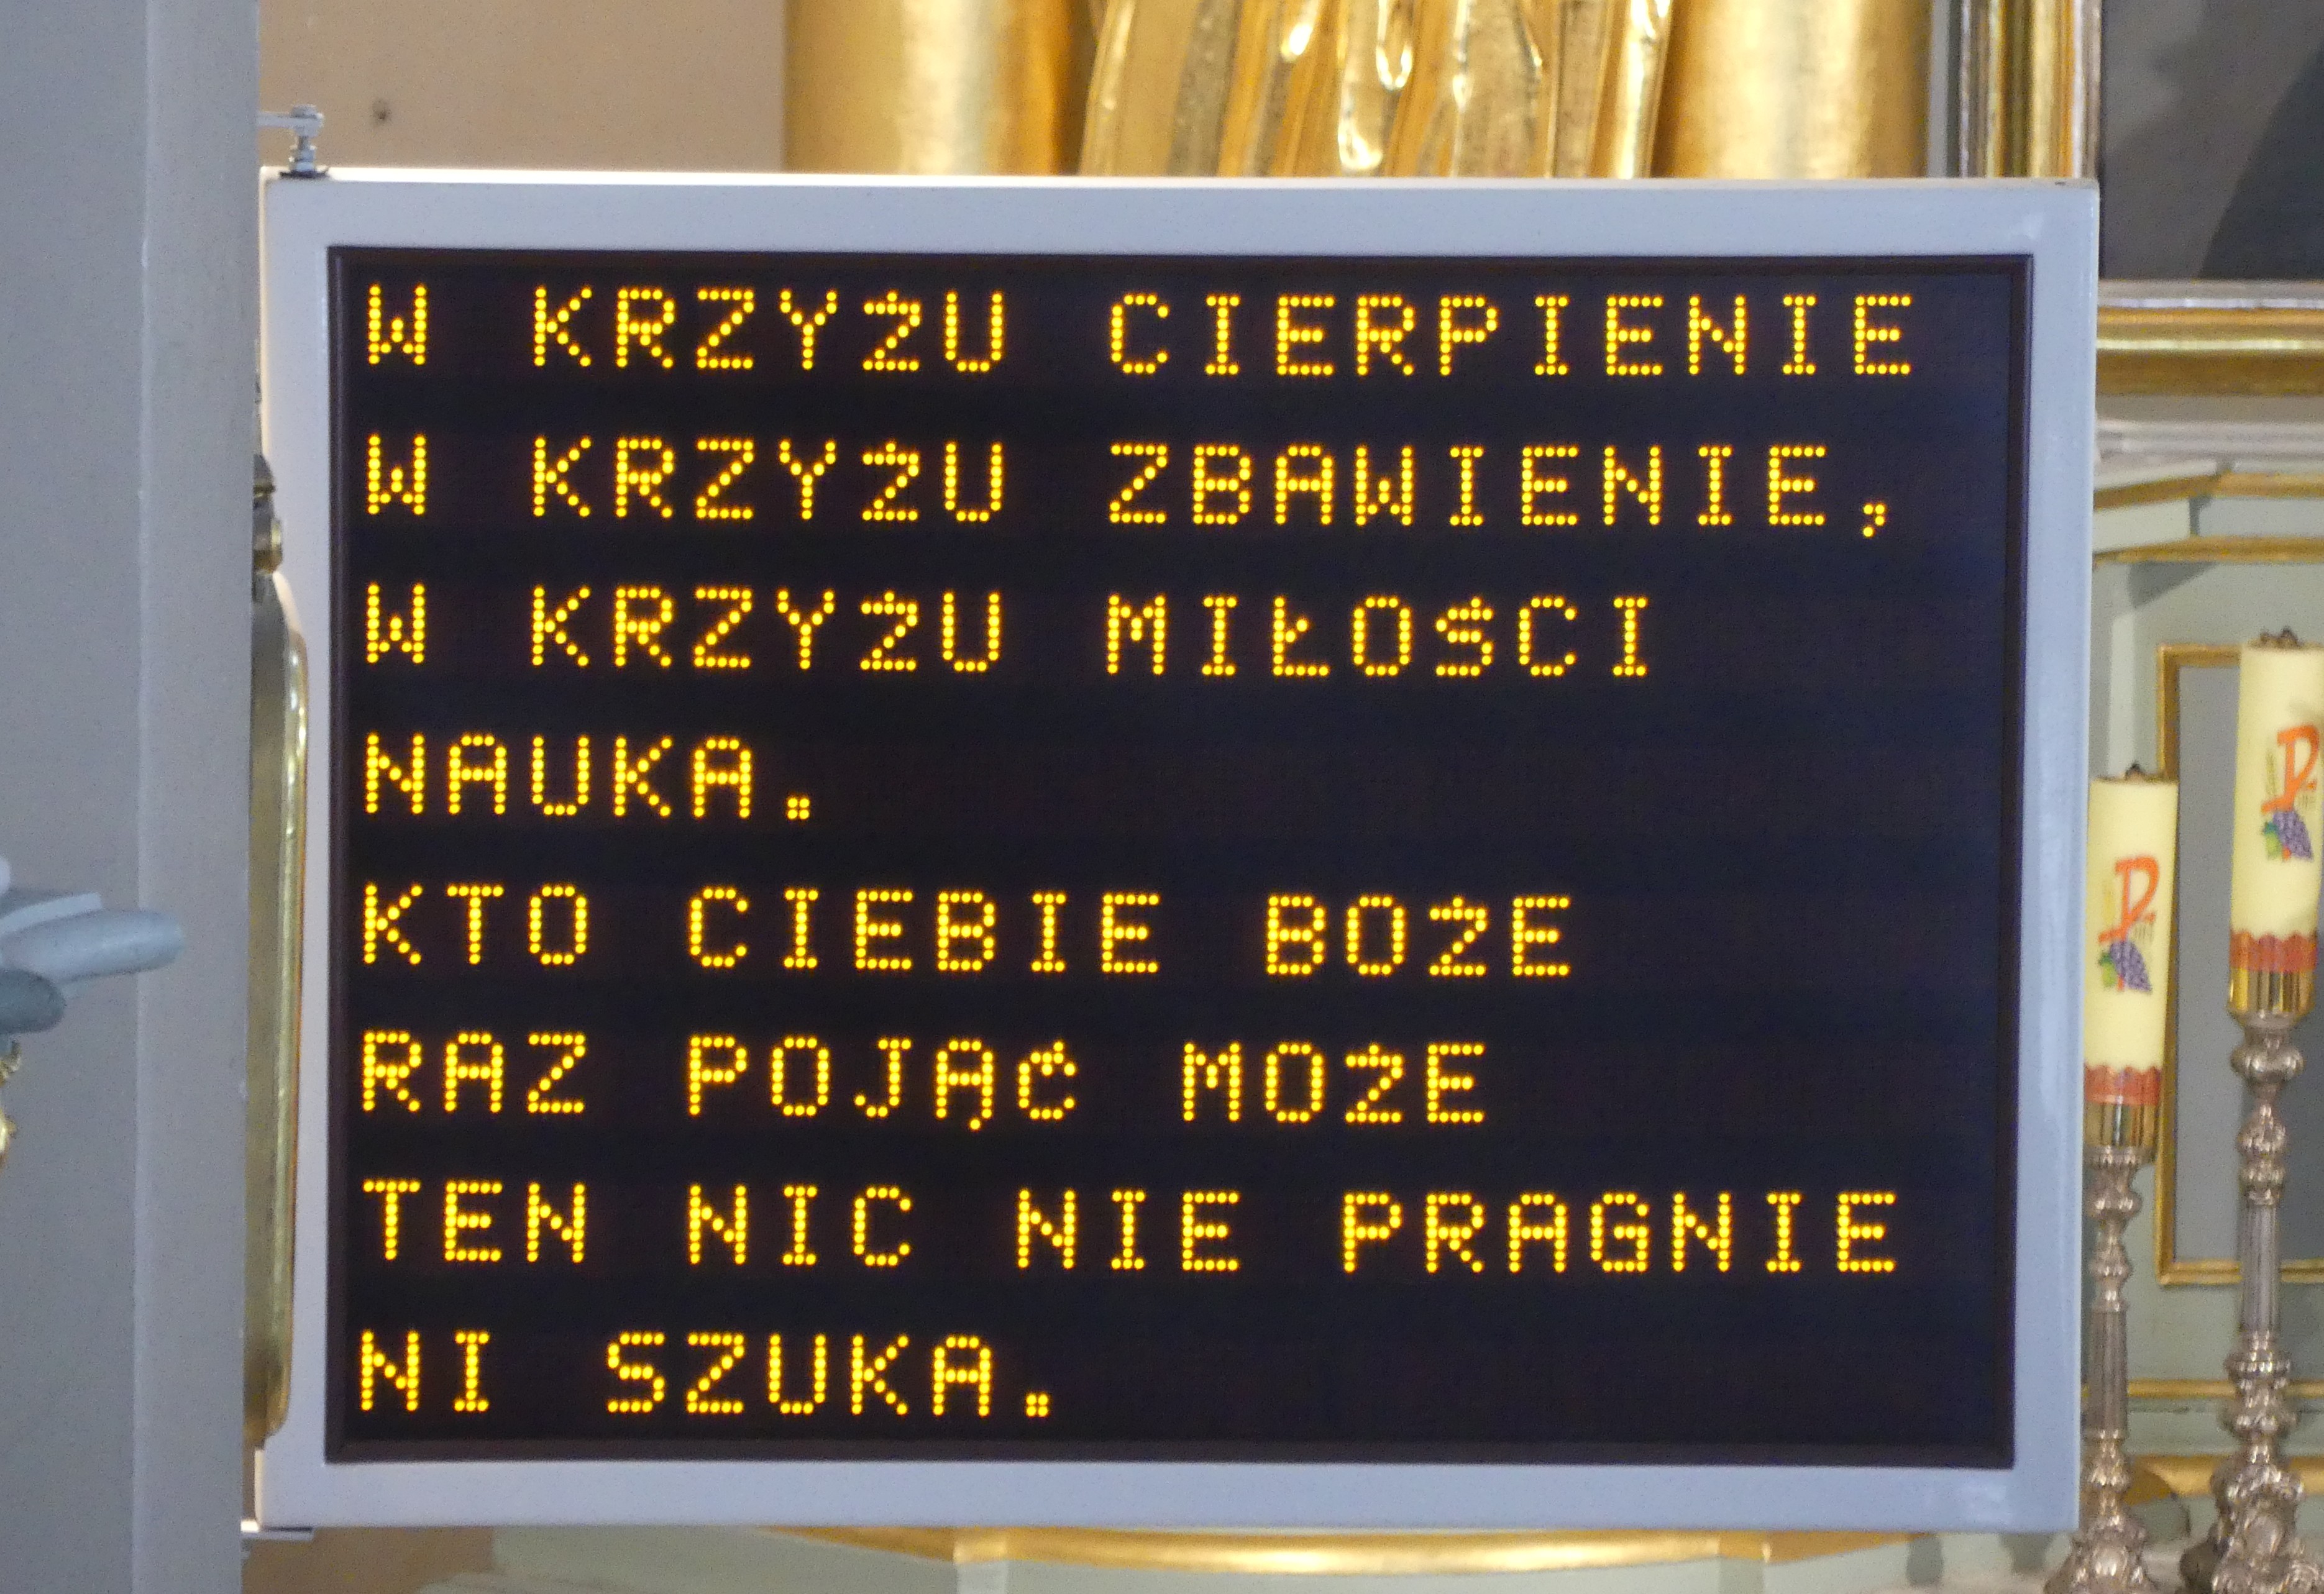 W KRZYŻU CIERPIENIE
W KRZYŻU ZBAWIENIE,
W KRZYŻU MIŁOŚCI
NAUKA.
KTO CIEBIE BOŻE
RAZ POJĄĆ MOŻE
TEN NIC NIE PRAGNIE
NI SZUKA.